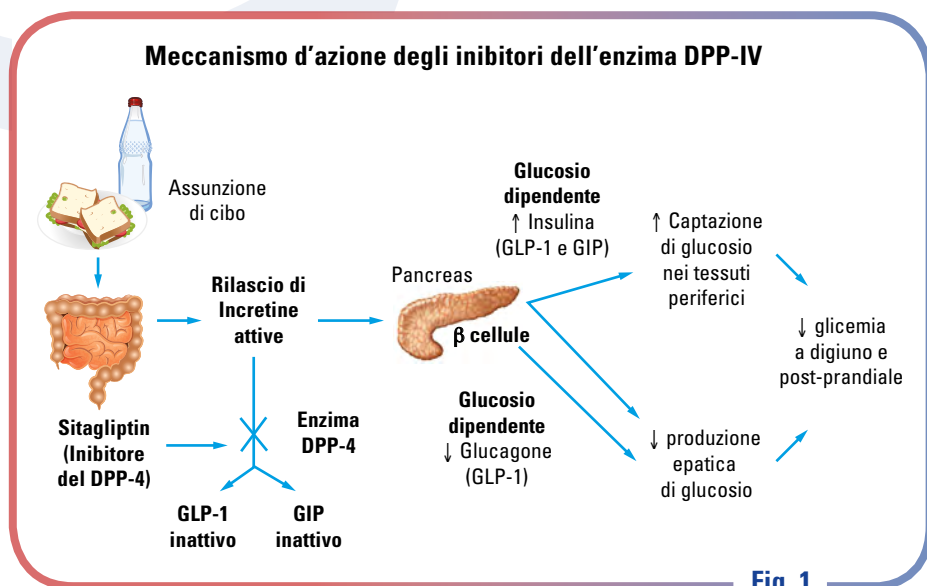 Meccanismo d'azione degli inibitori dell'enzima DPP-IV
Assunzione
di cibo
Rilascio di
Incretine
attive
Sitagliptin
(Inibitore
del DPP-4)
Enzima
DPP-4
GLP-1
inattivo
GIP
inattivo
Pancreas
β cellule
Glucosio
dipendente
↑ Insulina
(GLP-1 e GIP)
Glucosio
dipendente
↓ Glucagone
(GLP-1)
↑ Captazione
di glucosio
nei tessuti
periferici
↓ produzione
epatica
di glucosio
↓ glicemia
a digiuno e
post-prandiale
Fig. 1